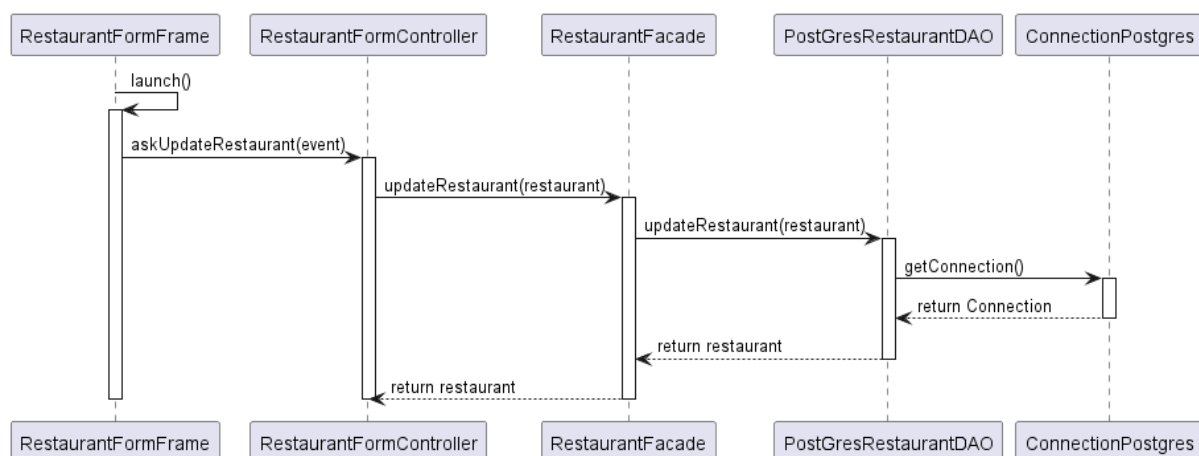 RestaurantFormFrame
RestaurantFormController
RestaurantFacade
PostGresRestaurantDAO
ConnectionPostgres
launch()
askUpdateRestaurant(event)
updateRestaurant(restaurant)
updateRestaurant(restaurant)
getConnection()
return Connection
return restaurant
return restaurant
RestaurantFormFrame
RestaurantFormController
RestaurantFacade
PostGresRestaurantDAO
ConnectionPostgres